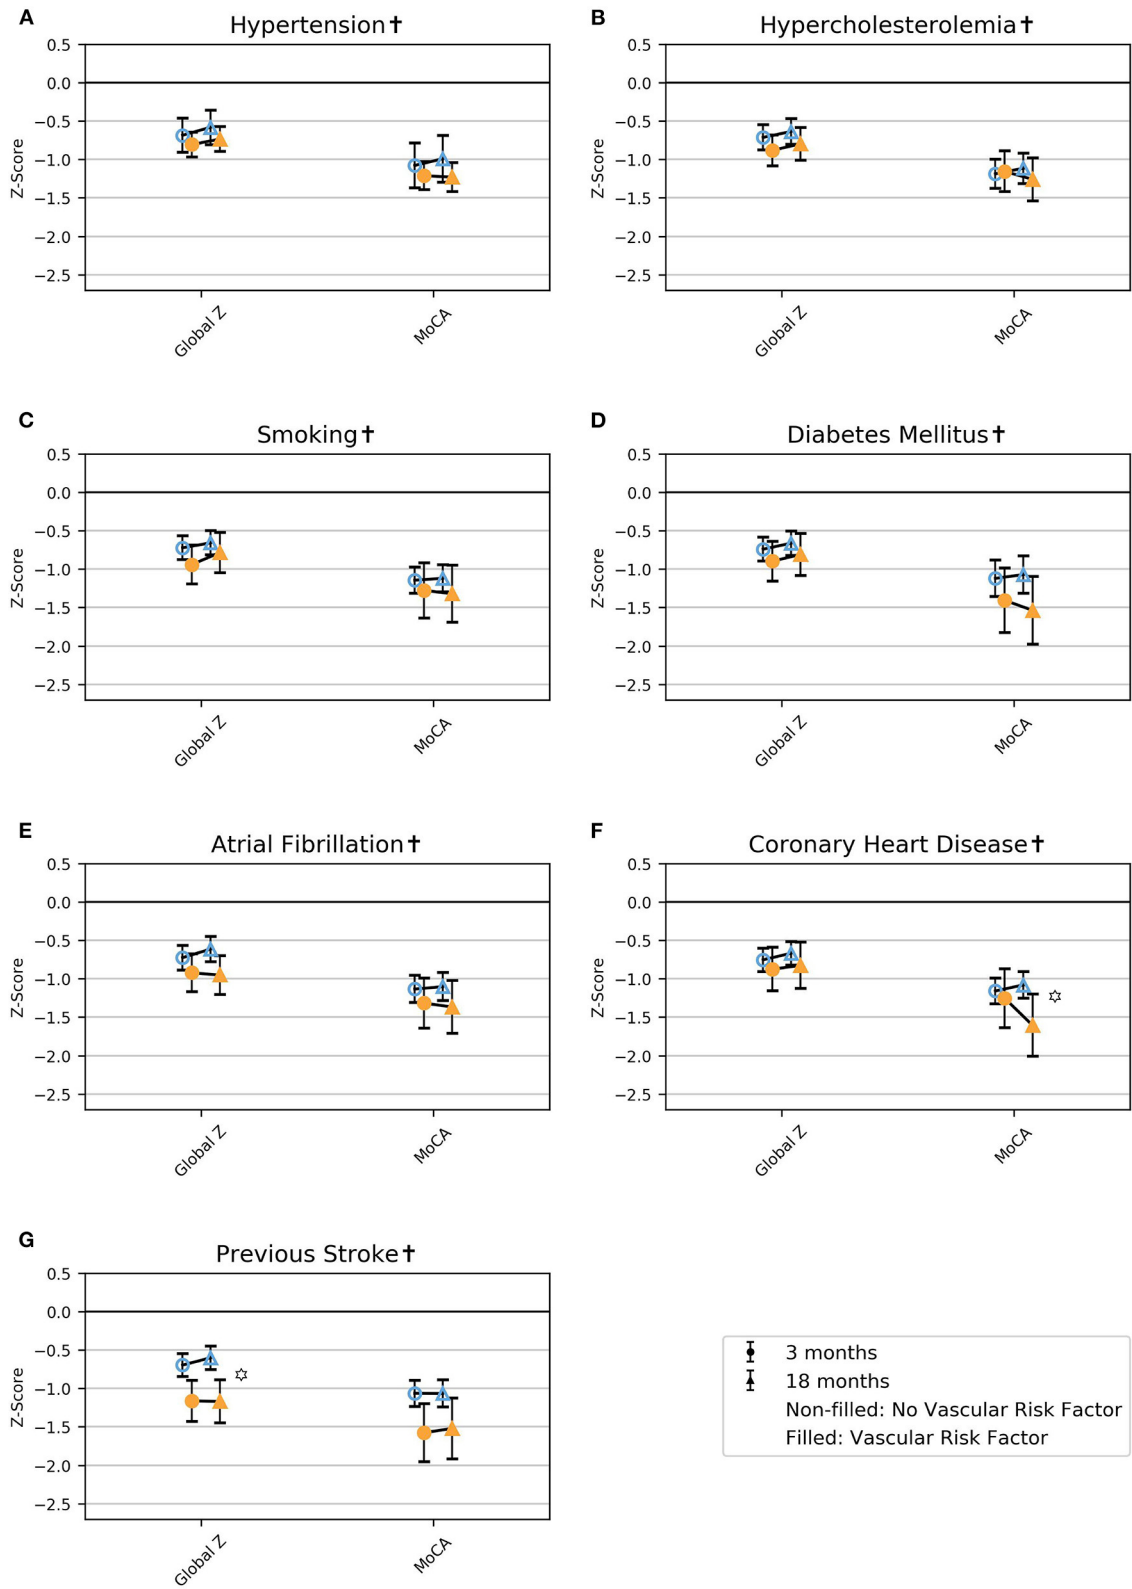 A
Hypertension✝
0.5
0.0
−0.5
−1.0
−1.5
−2.0
−2.5
Z-Score
Global Z
MoCA
B
Hypercholesterolemia✝
0.5
0.0
−0.5
−1.0
−1.5
−2.0
−2.5
Z-Score
Global Z
MoCA
C
Smoking✝
0.5
0.0
−0.5
−1.0
−1.5
−2.0
−2.5
Z-Score
Global Z
MoCA
D
Diabetes Mellitus✝
0.5
0.0
−0.5
−1.0
−1.5
−2.0
−2.5
Z-Score
Global Z
MoCA
E
Atrial Fibrillation✝
0.5
0.0
−0.5
−1.0
−1.5
−2.0
−2.5
Z-Score
Global Z
MoCA
F
Coronary Heart Disease✝
0.5
0.0
−0.5
−1.0
−1.5
−2.0
−2.5
Z-Score
Global Z
MoCA
G
Previous Stroke✝
0.5
0.0
−0.5
−1.0
−1.5
−2.0
−2.5
Z-Score
Global Z
MoCA
3 months
18 months
Non-filled: No Vascular Risk Factor
Filled: Vascular Risk Factor